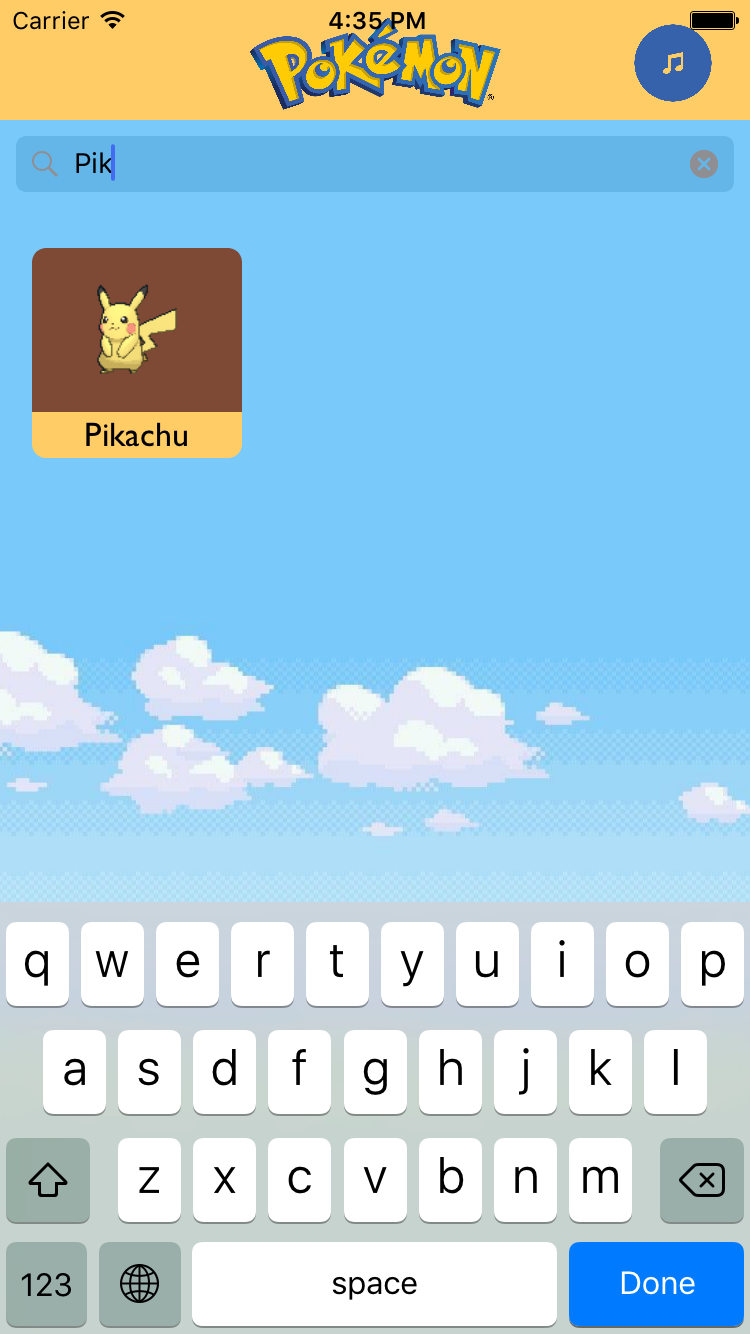 Carrier 4:35 PM
POKéMON
Pik
Pikachu
q w e r t y u i o p
a s d f g h j k l
z x c v b n m
123 space Done